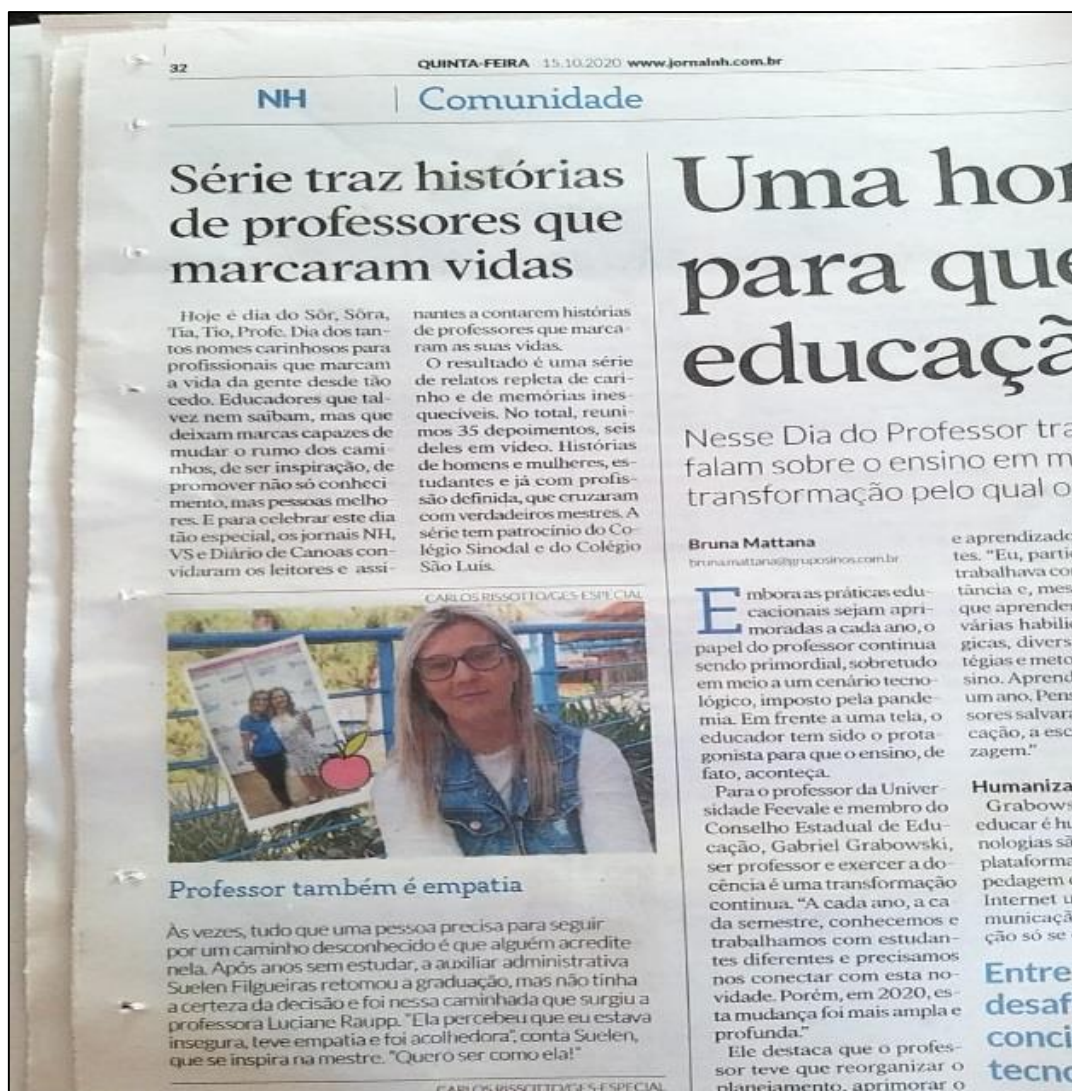 32
QUINTA-FEIRA 15.10.2020 www.jornalnh.com.br
NH
Comunidade
Série traz histórias
de professores que
marcaram vidas
Hoje é dia do Sôr, Sôra,
Tia, Tio, Profe. Dia dos tan-
tos nomes carinhosos para
profissionais que marcam
a vida da gente desde tão
cedo. Educadores que tal-
vez nem saibam, mas que
deixam marcas capazes de
mudar o rumo dos cami-
nhos, de ser inspiração, de
promover não só conheci
mento, mas pessoas melho-
res. E para celebrar este dia
tão especial, os jornais NH,
VS e Diário de Canoas con-
vidaram os leitores e assi-
nantes a contarem histórias
de professores que marca-
ram as suas vidas.
O resultado é uma série
de relatos repleta de cari-
nho e de memórias ines-
quecíveis. No total, reuni-
mos 35 depoimentos, seis
deles em vídeo. Histórias
de homens e mulheres, es-
tudantes e já com profis-
são definida, que cruzaram
com verdadeiros mestres. A
série tem patrocínio do Co-
légio Sinodal e do Colégio
São Luís.
CARLOS RISSOTTO/GES-ESPECIAL
Professor também é empatia
Às vezes, tudo que uma pessoa precisa para seguir
por um caminho desconhecido é que alguém acredite
nela. Após anos sem estudar, a auxiliar administrativa
Suelen Filgueiras retomou a graduação, mas não tinha
a certeza da decisão e foi nessa caminhada que surgiu a
professora Luciane Raupp. "Ela percebeu que eu estava
insegura, teve empatia e foi acolhedora", conta Suelen,
que se inspira na mestre. "Quero ser como ela!"
CARLOS RISSOTTO/GES-ESPECIAL
Uma hor
para que
educaçã
Nesse Dia do Professor tra
falam sobre o ensino em m
transformação pelo qual o
Bruna Mattana
bruna.mattana@gruposinos.com.br
Embora as práticas edu-
cacionais sejam apri-
moradas a cada ano, o
papel do professor continua
sendo primordial, sobretudo
em meio a um cenário tecno-
lógico, imposto pela pande-
mia. Em frente a uma tela, o
educador tem sido o prota-
gonista para que o ensino, de
fato, aconteça.
Para o professor da Univer-
sidade Feevale e membro do
Conselho Estadual de Edu-
cação, Gabriel Grabowski,
ser professor e exercer a do-
cência é uma transformação
contínua. "A cada ano, a ca-
da semestre, conhecemos e
trabalhamos com estudan-
tes diferentes e precisamos
nos conectar com esta no-
vidade. Porém, em 2020, es-
ta mudança foi mais ampla e
profunda."
Ele destaca que o profes-
sor teve que reorganizar o
planejamento, aprimorar o
e aprendizado
tes. "Eu, parti
trabalhava co
tância e, mes
que aprender
várias habili
gicas, divers
tégias e meto
sino. Aprend
um ano. Pens
sores salvara
cação, a esc
zagem."
Humaniza
Grabows
educar é hu
nologias sã
plataforma
pedagem
Internet u
municaçã
ção só se
Entre
desaf
conci
tecno